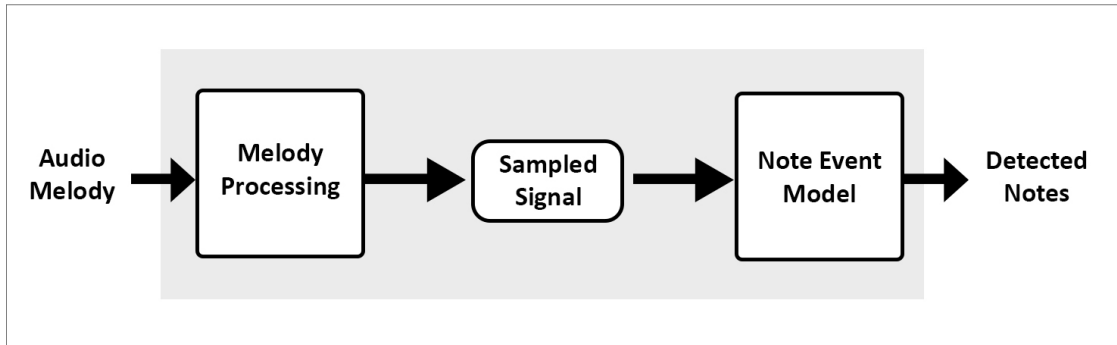 Audio
Melody
Melody
Processing
Sampled
Signal
Note Event
Model
Detected
Notes